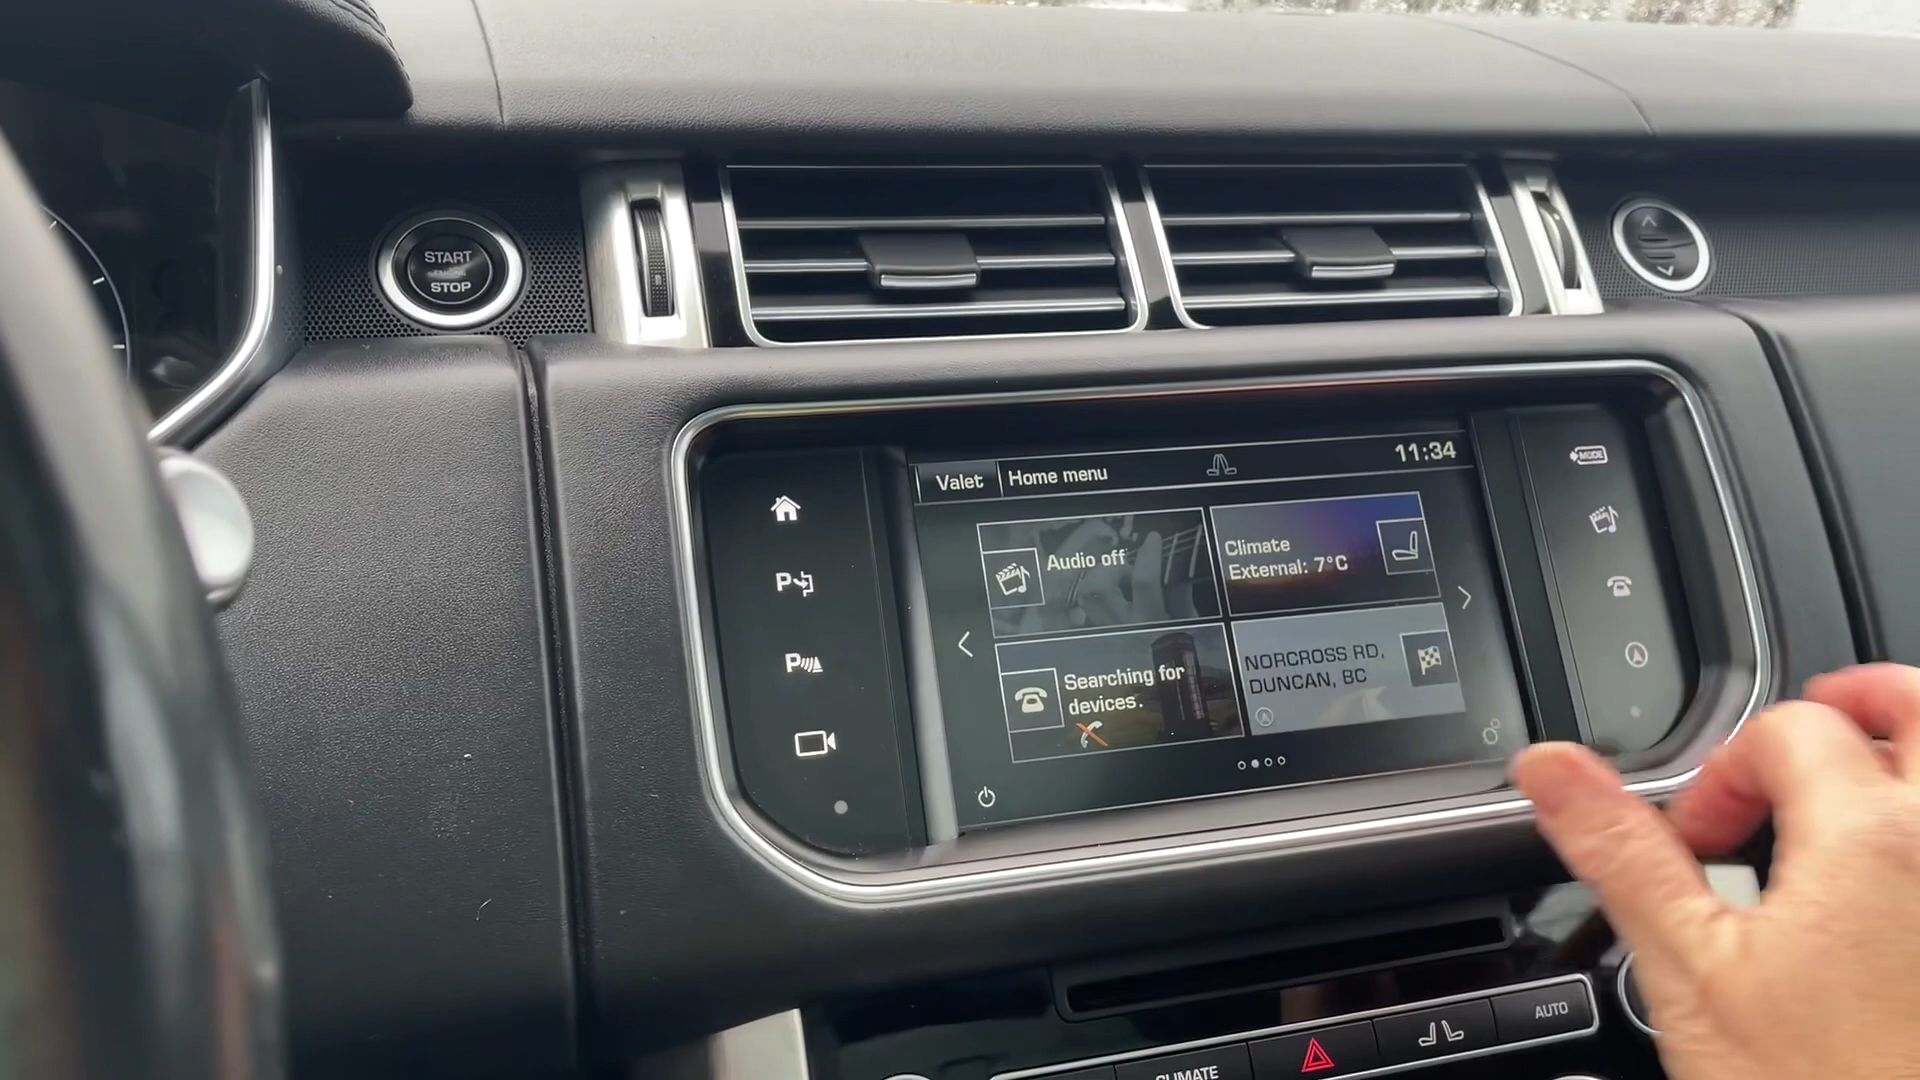 START
ENGINE
STOP
Valet
Home menu
11:34
MODE
Audio off
Climate
External: 7°C
P
P
Searching for
devices.
NORCROSS RD,
DUNCAN, BC
AUTO
CLIMATE